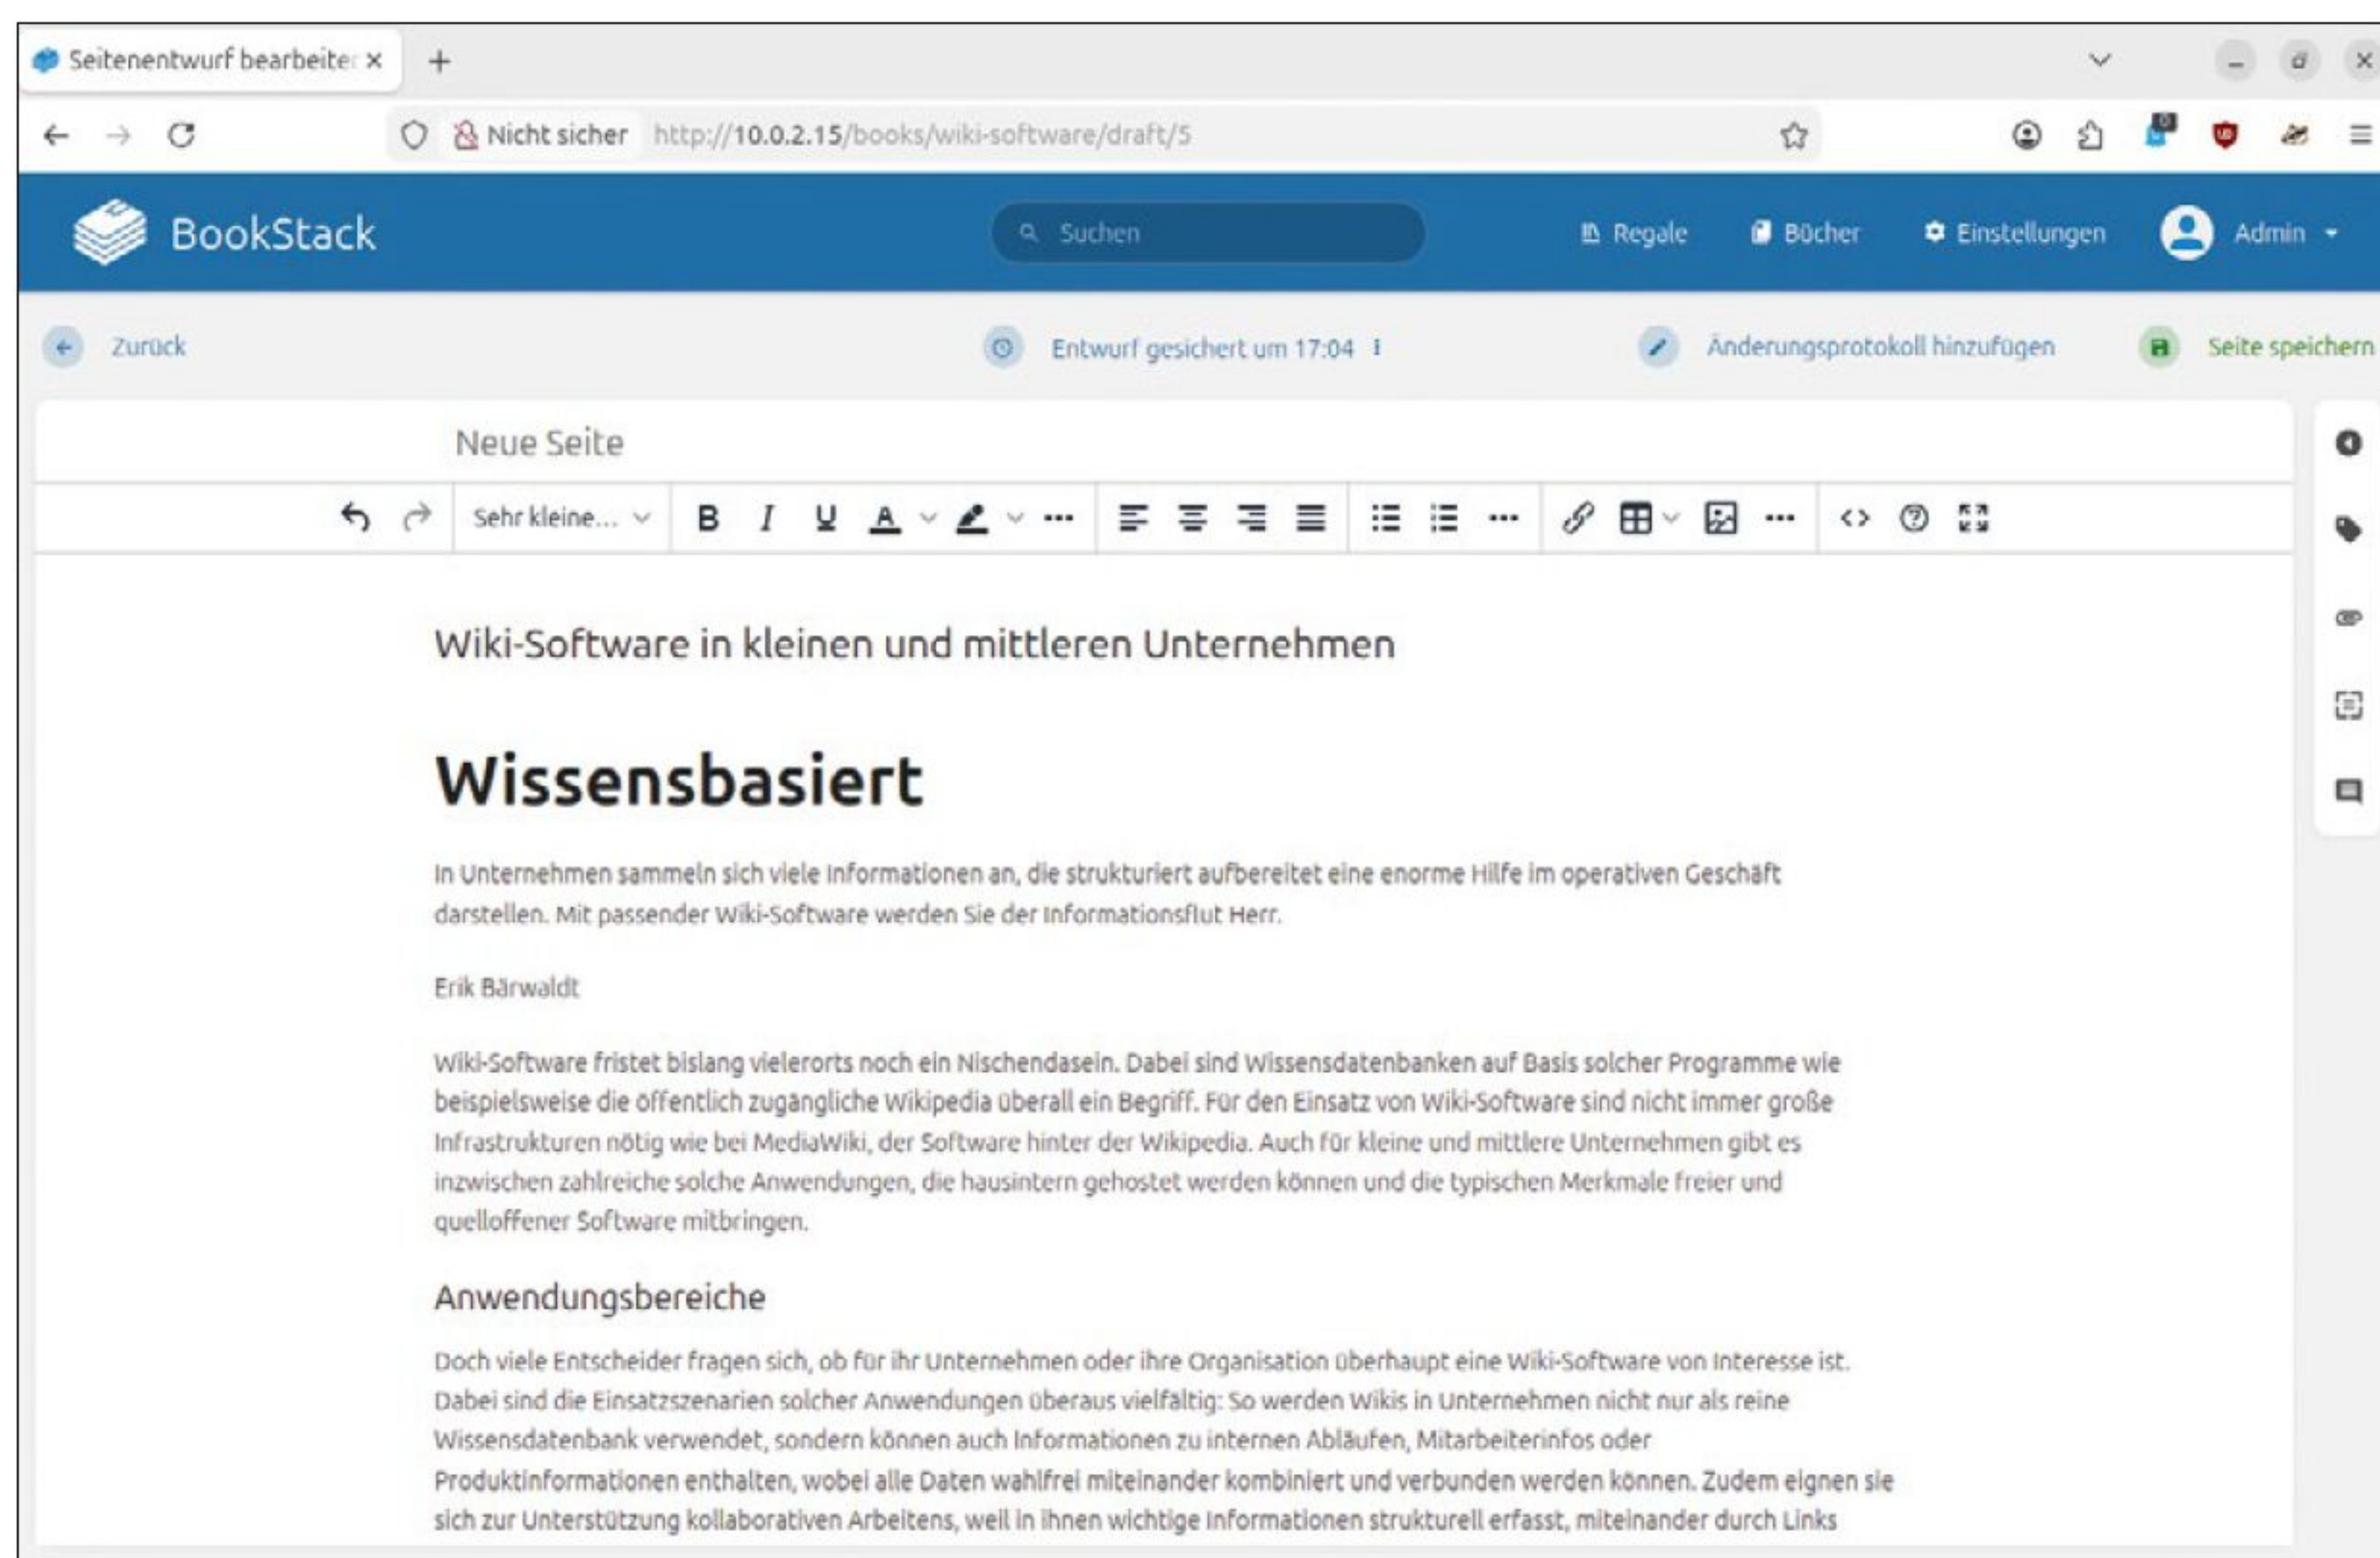 Seitenentwurf bearbeiter
Nicht sicher http://10.0.2.15/books/wiki-software/draft/5
BookStack Suchen Regale Bücher Einstellungen Admin
Zurück Entwurf gesichert um 17:04 Änderungsprotokoll hinzufügen Seite speichern
Neue Seite
Sehr kleine... B I U A
Wiki-Software in kleinen und mittleren Unternehmen
Wissensbasiert
In Unternehmen sammeln sich viele Informationen an, die strukturiert aufbereitet eine enorme Hilfe im operativen Geschäft
darstellen. Mit passender Wiki-Software werden Sie der Informationsflut Herr.
Erik Bärwaldt
Wiki-Software fristet bislang vielerorts noch ein Nischendasein. Dabei sind Wissensdatenbanken auf Basis solcher Programme wie
beispielsweise die öffentlich zugängliche Wikipedia überall ein Begriff. Für den Einsatz von Wiki-Software sind nicht immer große
Infrastrukturen nötig wie bei MediaWiki, der Software hinter der Wikipedia. Auch für kleine und mittlere Unternehmen gibt es
inzwischen zahlreiche solche Anwendungen, die hausintern gehostet werden können und die typischen Merkmale freier und
quelloffener Software mitbringen.
Anwendungsbereiche
Doch viele Entscheider fragen sich, ob für ihr Unternehmen oder ihre Organisation überhaupt eine Wiki-Software von Interesse ist.
Dabei sind die Einsatzszenarien solcher Anwendungen überaus vielfältig: So werden Wikis in Unternehmen nicht nur als reine
Wissensdatenbank verwendet, sondern können auch Informationen zu internen Abläufen, Mitarbeiterinfos oder
Produktinformationen enthalten, wobei alle Daten wahlfrei miteinander kombiniert und verbunden werden können. Zudem eignen sie
sich zur Unterstützung kollaborativen Arbeitens, weil in ihnen wichtige Informationen strukturell erfasst, miteinander durch Links